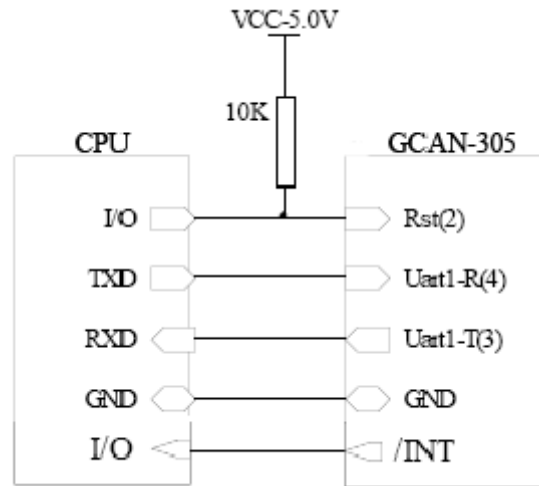 VCC-5.0V
10K
CPU GCAN-305
I/O Rst(2)
TXD Uart1-R(4)
RXD Uart1-T(3)
GND GND
I/O /INT